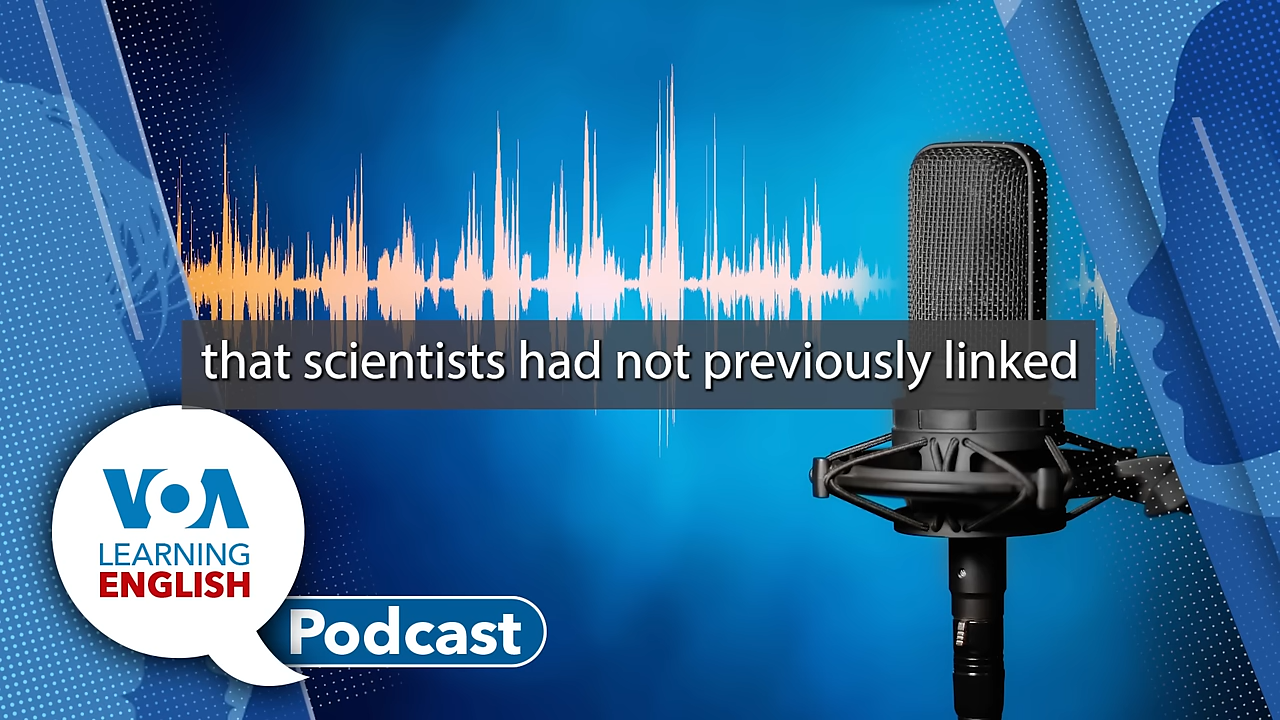 that scientists had not previously linked
VOA
LEARNING
ENGLISH
Podcast